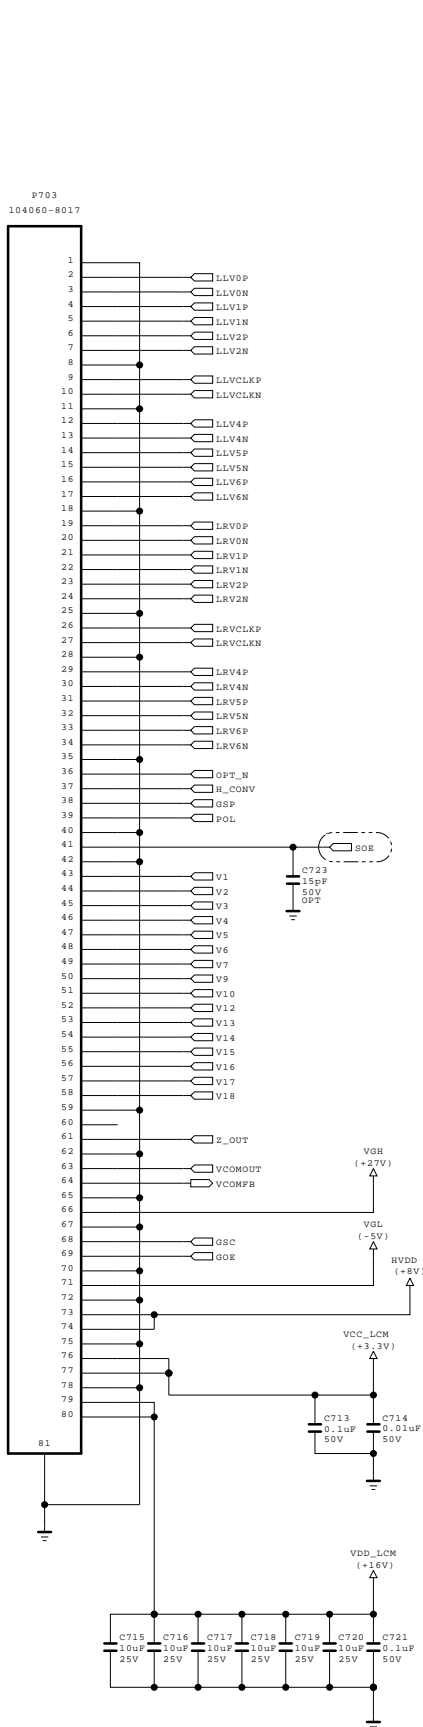 P703
104060-8017
1
2 LLV0P
3 LLV0N
4 LLV1P
5 LLV1N
6 LLV2P
7 LLV2N
8
9 LLVCLKP
10 LLVCLKN
11
12 LLV4P
13 LLV4N
14 LLV5P
15 LLV5N
16 LLV6P
17 LLV6N
18
19 LRV0P
20 LRV0N
21 LRV1P
22 LRV1N
23 LRV2P
24 LRV2N
25
26 LRVCLKP
27 LRVCLKN
28
29 LRV4P
30 LRV4N
31 LRV5P
32 LRV5N
33 LRV6P
34 LRV6N
35
36 OPT_N
37 H_CONV
38 GSP
39 POL
40
41 SOE
42
C723
15pF
50V
OPT
43 V1
44 V2
45 V3
46 V4
47 V5
48 V6
49 V7
50 V9
51 V10
52 V12
53 V13
54 V14
55 V15
56 V16
57 V17
58 V18
59
60
61 Z_OUT
62
63 VCOMOUT
64 VCOMFB
65
66
VGH
(+27V)
67
68 GSC
69 GOE
70
71
VGL
(-5V)
72
73
HVDD
(+8V)
74
75
76
77
78
79
80
VCC_LCM
(+3.3V)
C713
0.1uF
50V
C714
0.01uF
50V
81
VDD_LCM
(+16V)
C715
10uF
25V
C716
10uF
25V
C717
10uF
25V
C718
10uF
25V
C719
10uF
25V
C720
10uF
25V
C721
0.1uF
50V